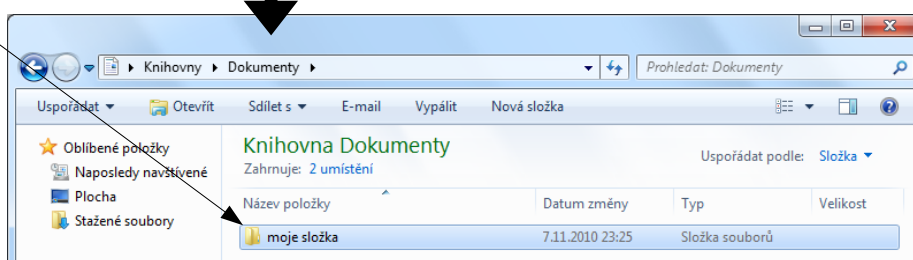 Knihovny Dokumenty Prohledat: Dokumenty
Uspořádat Otevřít Sdílet s E-mail Vypálit Nová složka
Oblíbené položky
Naposledy navštívené
Plocha
Stažené soubory
Knihovna Dokumenty
Zahrnuje: 2 umístění
Uspořádat podle: Složka
Název položky Datum změny Typ Velikost
moje složka 7.11.2010 23:25 Složka souborů